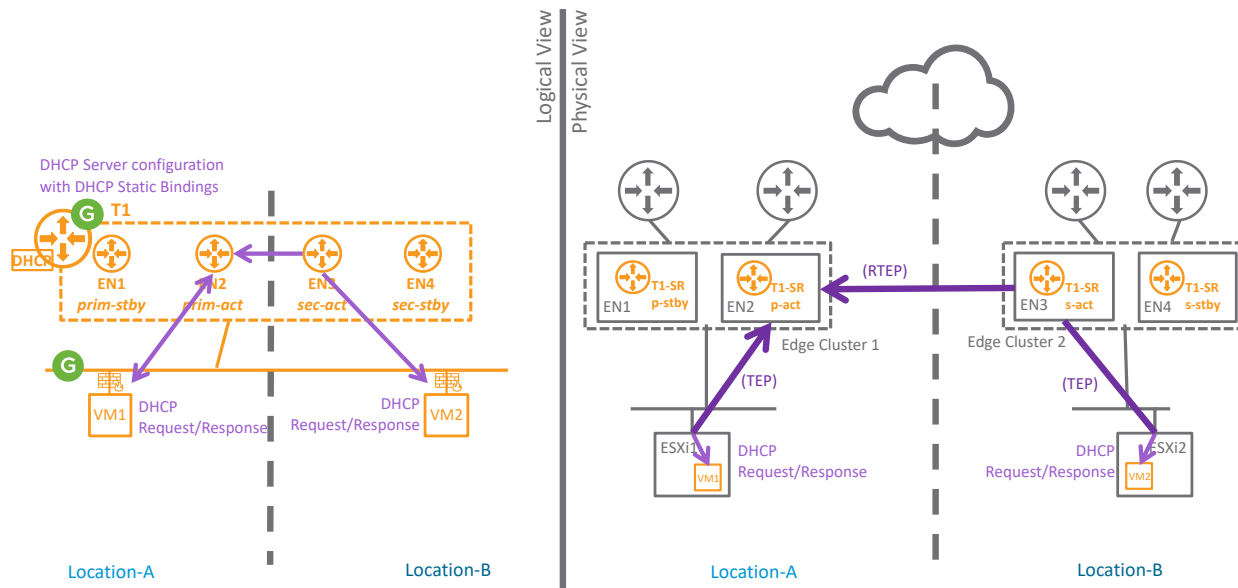 Logical View
Physical View
DHCP Server configuration
with DHCP Static Bindings
G
T1
DHCP
EN1
EN2
EN3
EN4
prim-stby
prim-act
sec-act
sec-stby
G
VM1
DHCP
Request/Response
DHCP
Request/Response
VM2
Location-A
Location-B
T1-SR
p-stby
EN1
T1-SR
p-act
EN2
(RTEP)
T1-SR
s-act
EN3
T1-SR
s-stby
EN4
Edge Cluster 1
Edge Cluster 2
(TEP)
(TEP)
ESXi1
VM1
DHCP
Request/Response
DHCP
Request/Response
ESXi2
VM2
Location-A
Location-B